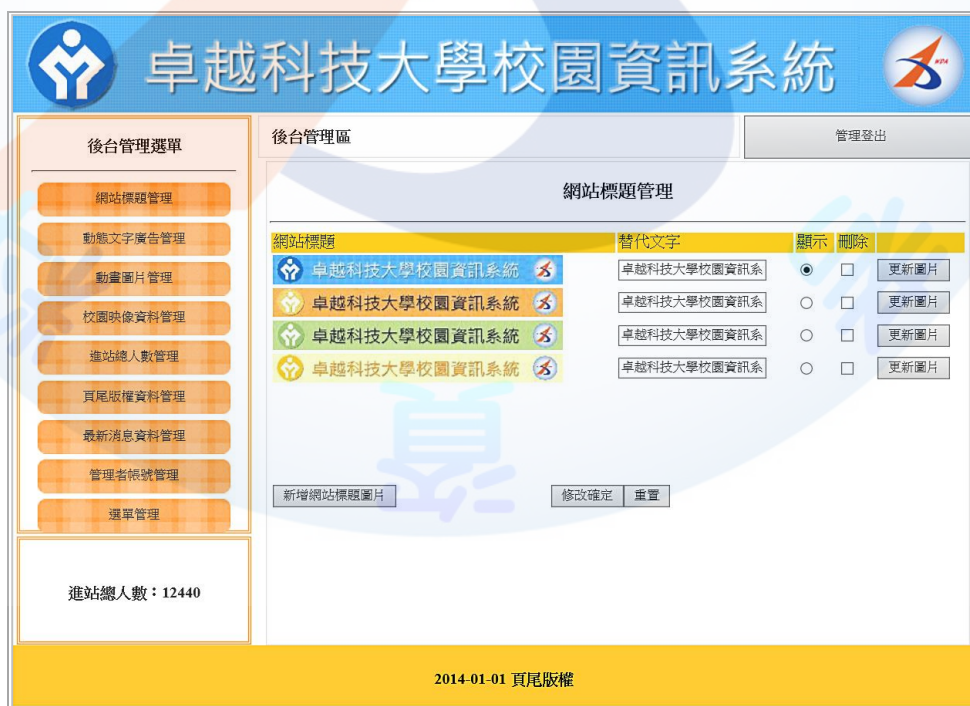 卓越科技大學校園資訊系統
後台管理選單
網站標題管理
動態文字廣告管理
動畫圖片管理
校園映像資料管理
進站總人數管理
頁尾版權資料管理
最新消息資料管理
管理者帳號管理
選單管理
進站總人數：12440
後台管理區
管理登出
網站標題管理
網站標題 替代文字 顯示 刪除
卓越科技大學校園資訊系統 卓越科技大學校園資訊系 更新圖片
卓越科技大學校園資訊系統 卓越科技大學校園資訊系 更新圖片
卓越科技大學校園資訊系統 卓越科技大學校園資訊系 更新圖片
卓越科技大學校園資訊系統 卓越科技大學校園資訊系 更新圖片
新增網站標題圖片 修改確定 重置
2014-01-01 頁尾版權